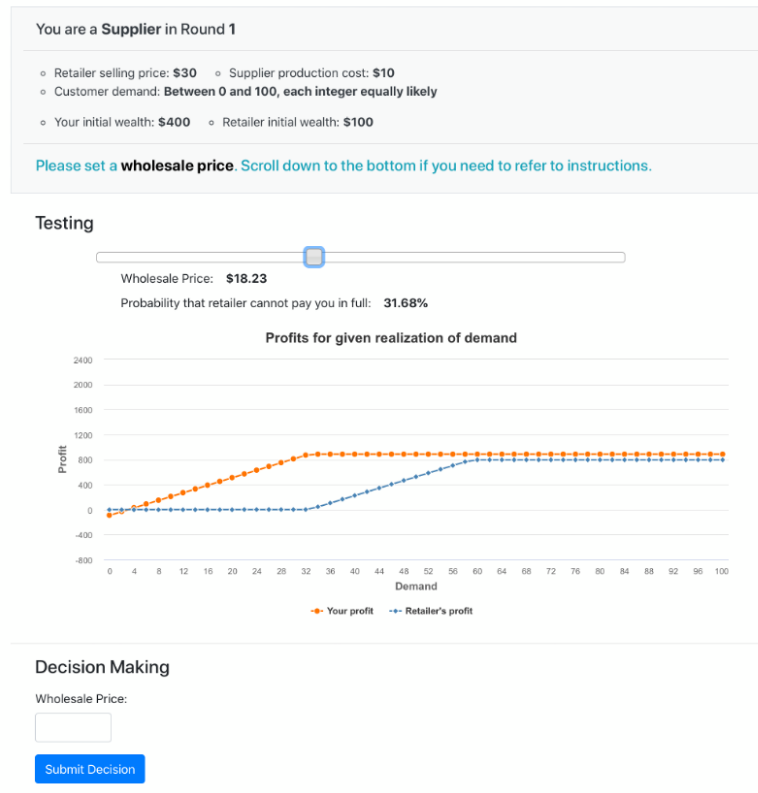 You are a Supplier in Round 1
Retailer selling price: $30 Supplier production cost: $10
Customer demand: Between 0 and 100, each integer equally likely
Your initial wealth: $400 Retailer initial wealth: $100
Please set a wholesale price. Scroll down to the bottom if you need to refer to instructions.
Testing
Wholesale Price: $18.23
Probability that retailer cannot pay you in full: 31.68%
Profits for given realization of demand
2400
2000
1600
1200
800
400
0
-400
-800
Profit
0 4 8 12 16 20 24 28 32 36 40 44 48 52 56 60 64 68 72 76 80 84 88 92 96 100
Demand
Your profit Retailer's profit
Decision Making
Wholesale Price:
Submit Decision